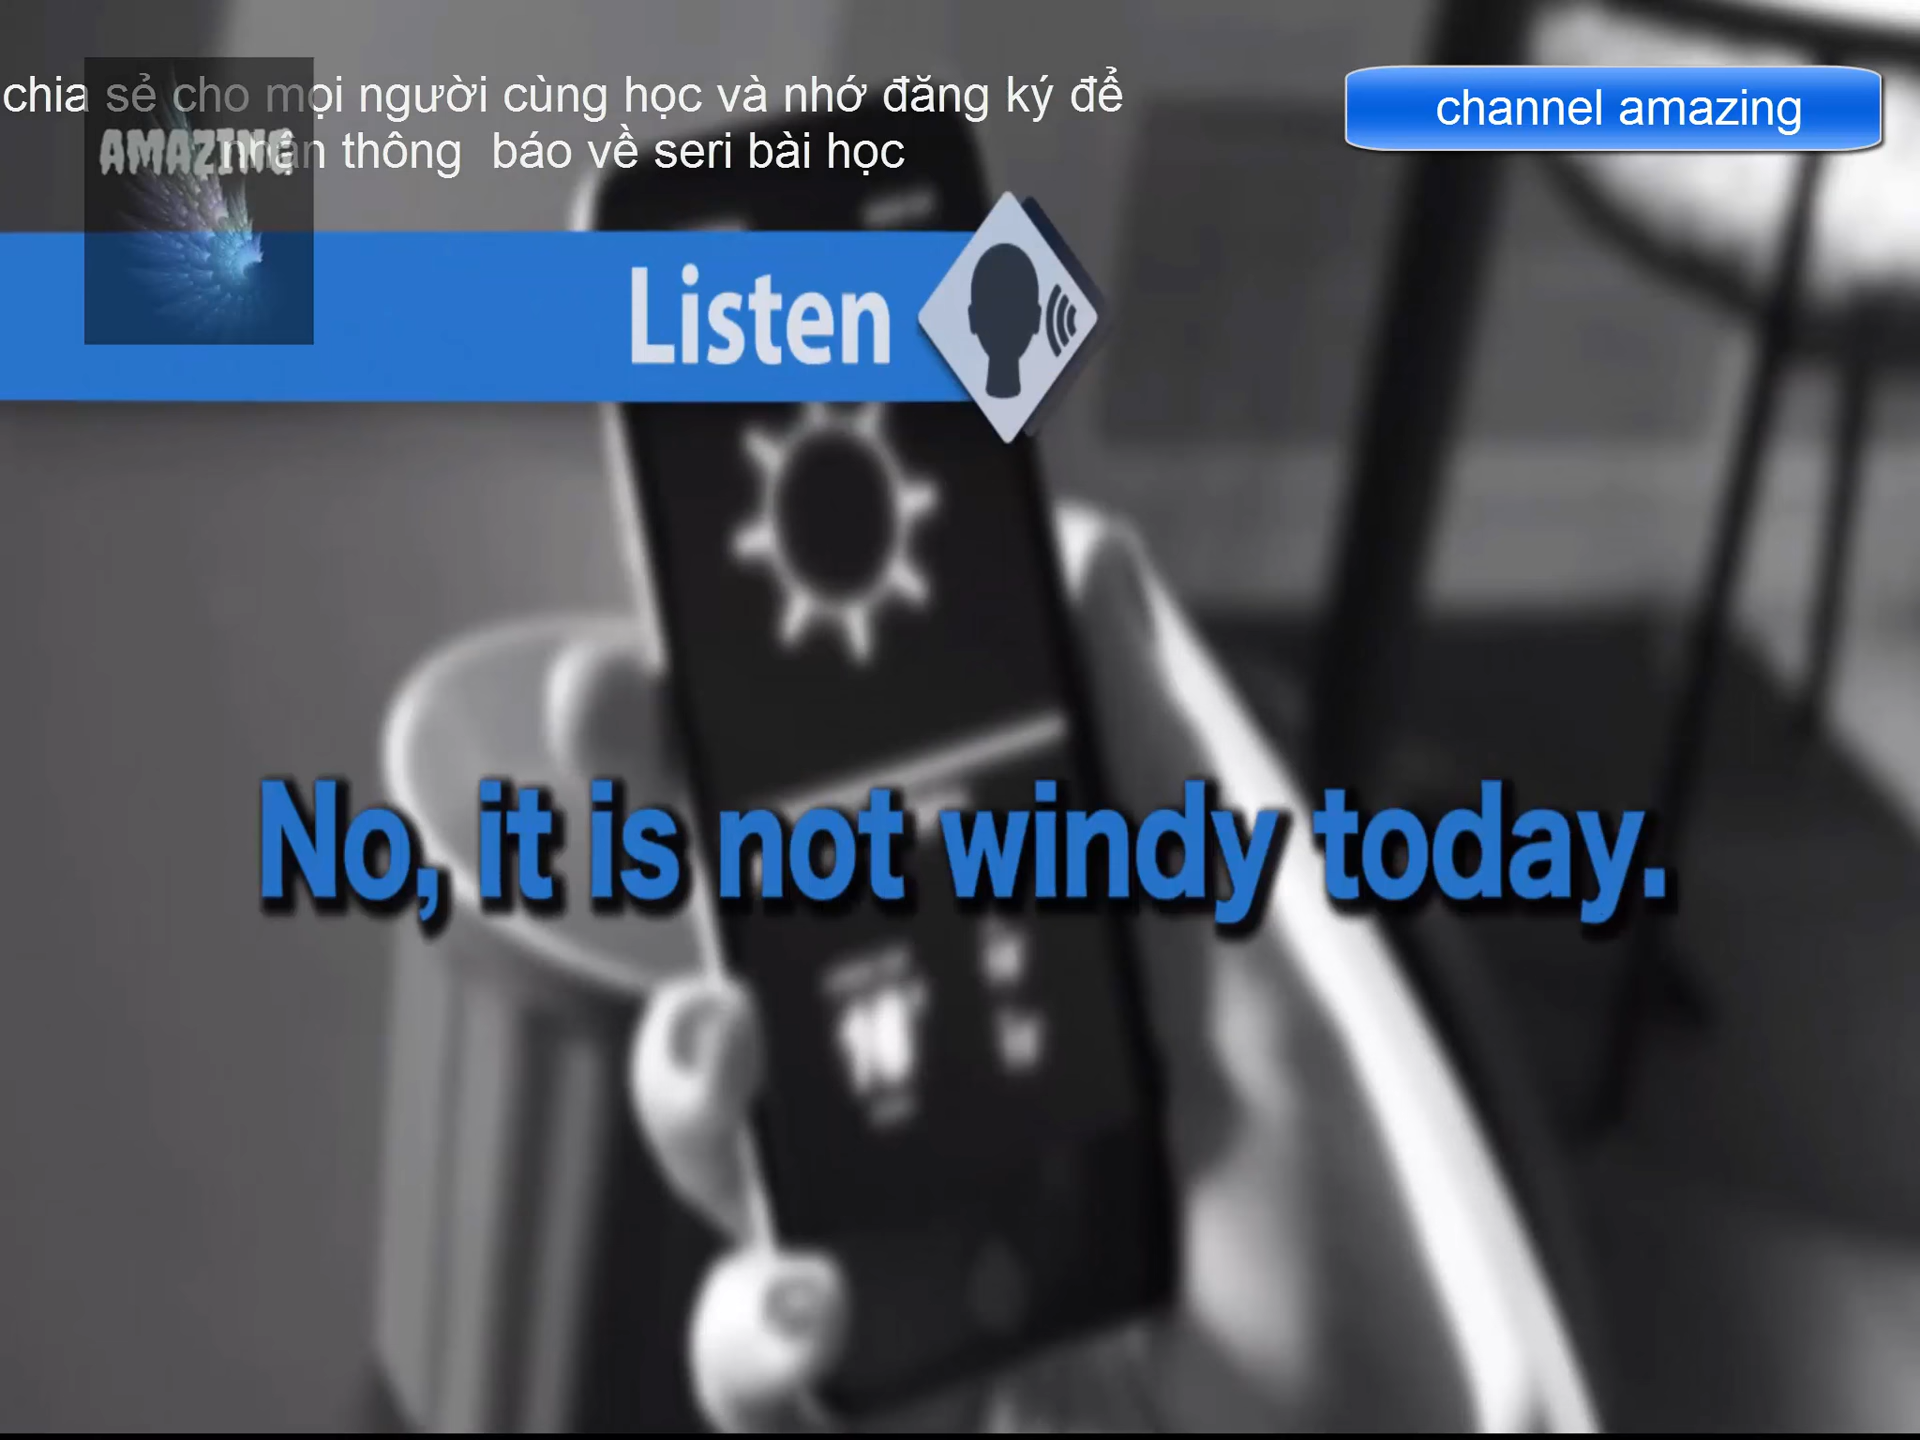 chia sẻ cho mọi người cùng học và nhớ đăng ký để
nhận thông báo về seri bài học
AMAZING
channel amazing
Listen
No, it is not windy today.